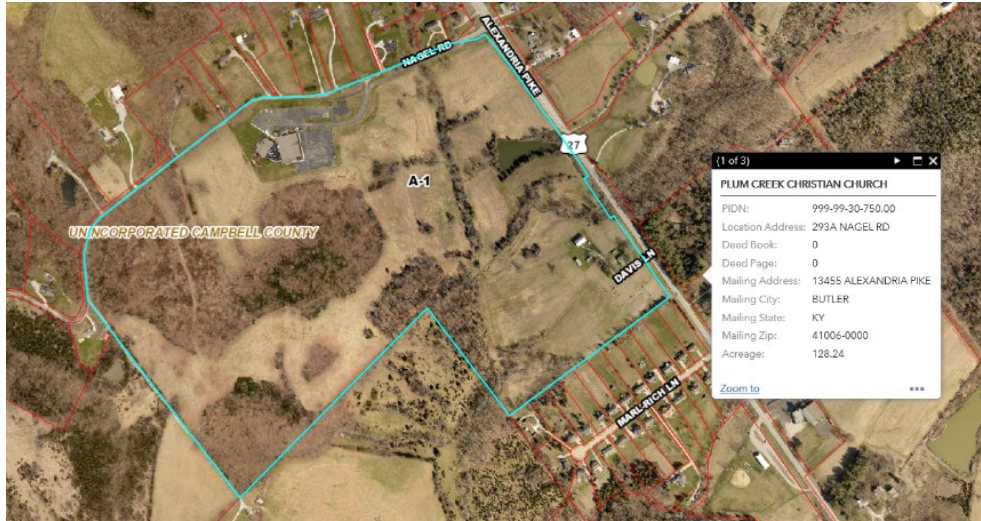 NAGEL RD
ALEXANDRIA PIKE
27
A-1
UNINCORPORATED CAMPBELL COUNTY
DAVIS LN
MARL-RICH LN
(1 of 3)
PLUM CREEK CHRISTIAN CHURCH
PIDN: 999-99-30-750.00
Location Address: 293A NAGEL RD
Deed Book: 0
Deed Page: 0
Mailing Address: 13455 ALEXANDRIA PIKE
Mailing City: BUTLER
Mailing State: KY
Mailing Zip: 41006-0000
Acreage: 128.24
Zoom to